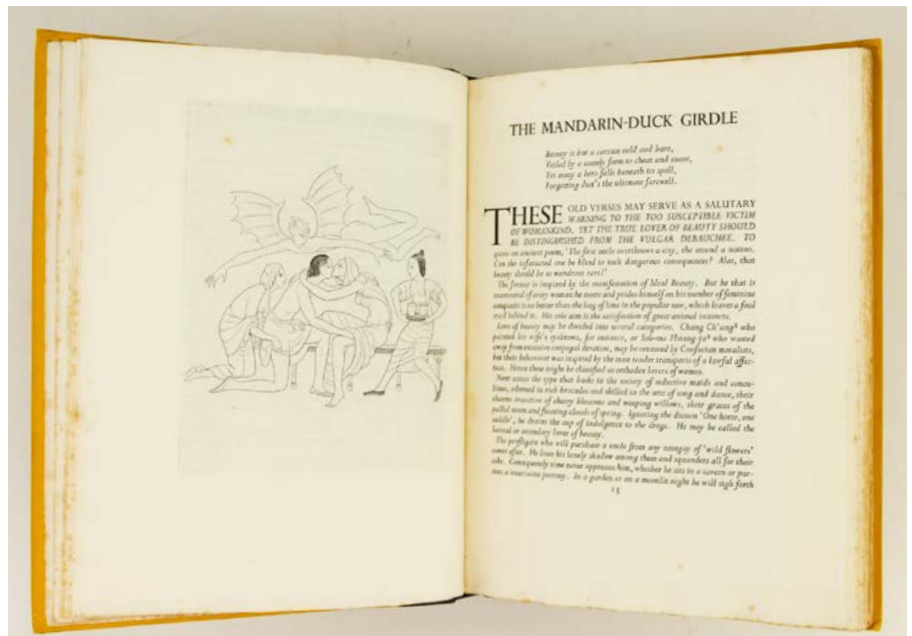 THE MANDARIN-DUCK GIRDLE
Beauty is but a carcass cold and bare,
Veiled by a comely form to cheat and snare,
Yet many a hero falls beneath its spell,
Forgetting that's the ultimate farewell.
THESE OLD VERSES MAY SERVE AS A SALUTARY
WARNING TO THE TOO SUSCEPTIBLE VICTIM
OF WOMANKIND, YET THE TRUE LOVER OF BEAUTY SHOULD
BE DISTINGUISHED FROM THE VULGAR DEBAUCHEE. TO
quote an ancient poem, 'The first smile overthrows a city, the second a nation.
Can the infatuated one be blind to such dangerous consequences? Alas, that
beauty should be so wondrous rare!'
The former is inspired by the manifestation of Ideal Beauty. But he that is
enamoured of every woman he meets and prides himself on his number of feminine
conquests is no better than the bag of lime in the popular saw, which leaves a foul
trail behind it. His sole aim is the satisfaction of gross animal instincts.
Love of beauty may be divided into several categories. Chang Ch'ang who
painted his wife's eyebrows, for instance, or who wasted
away from excessive conjugal devotion, may be censured by Confucian moralists,
but their behaviour was inspired by the most tender transports of a lawful affec-
tion. Hence they might be classified as orthodox lovers of women.
Next comes the type that basks in the society of seductive maids and concu-
bines, attired in rich brocades and skilled in the arts of song and dance, their
charms evocative of cherry blossoms and weeping willows, their graces of the
pallid moon and floating clouds of spring. Ignoring the dictum 'One horse, one
saddle', he drains the cup of indulgence to the dregs. He may be called the
lateral or secondary lover of beauty.
The profligate who will purchase a smile from any nosegay of 'wild flowers'
comes after. He loses his lonely shadow among them and squanders all for their
sake. Consequently time never oppresses him, whether he sits in a tavern or pur-
sues a wearisome journey. In a garden or on a moonlit night he will sigh forth
15